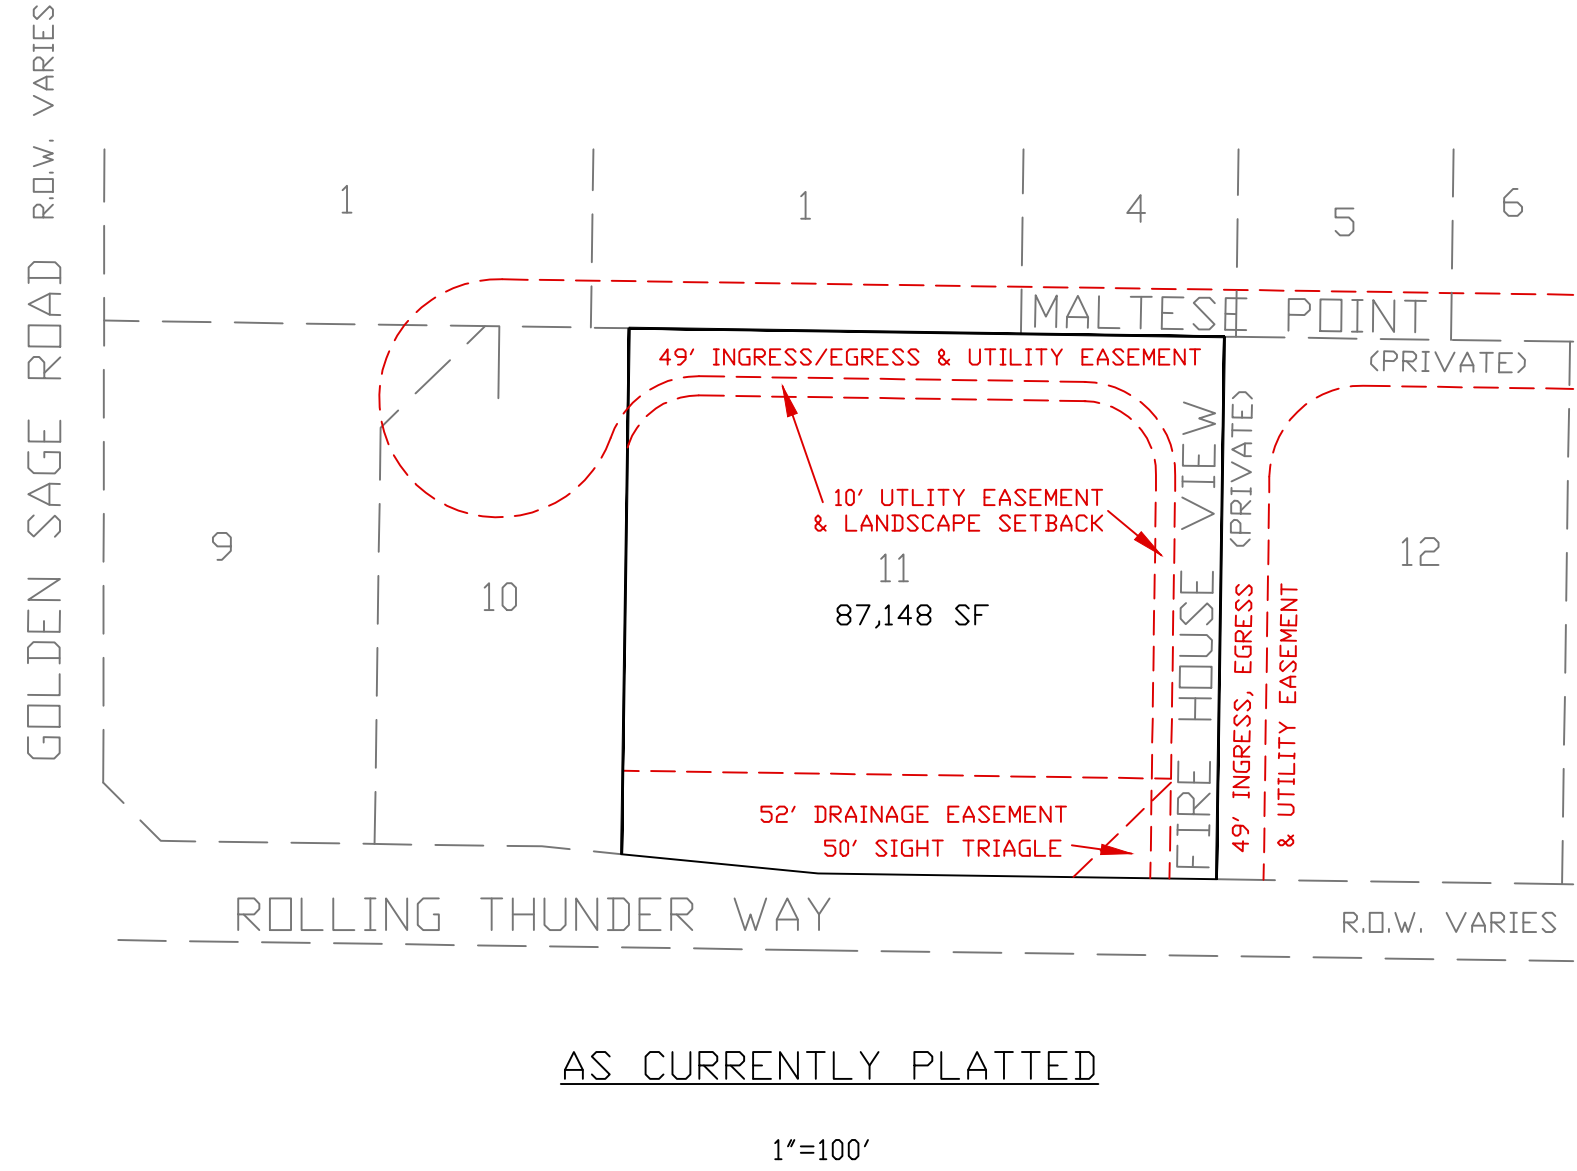 GOLDEN SAGE ROAD R.O.W. VARIES
1
1
4
5
6
MALTESE POINT
(PRIVATE)
49' INGRESS/EGRESS & UTILITY EASEMENT
10' UTLITY EASEMENT
& LANDSCAPE SETBACK
FIRE HOUSE VIEW
(PRIVATE)
9
10
11
87,148 SF
12
49' INGRESS, EGRESS
& UTILITY EASEMENT
52' DRAINAGE EASEMENT
50' SIGHT TRIAGLE
ROLLING THUNDER WAY
R.O.W. VARIES
AS CURRENTLY PLATTED
1"=100'